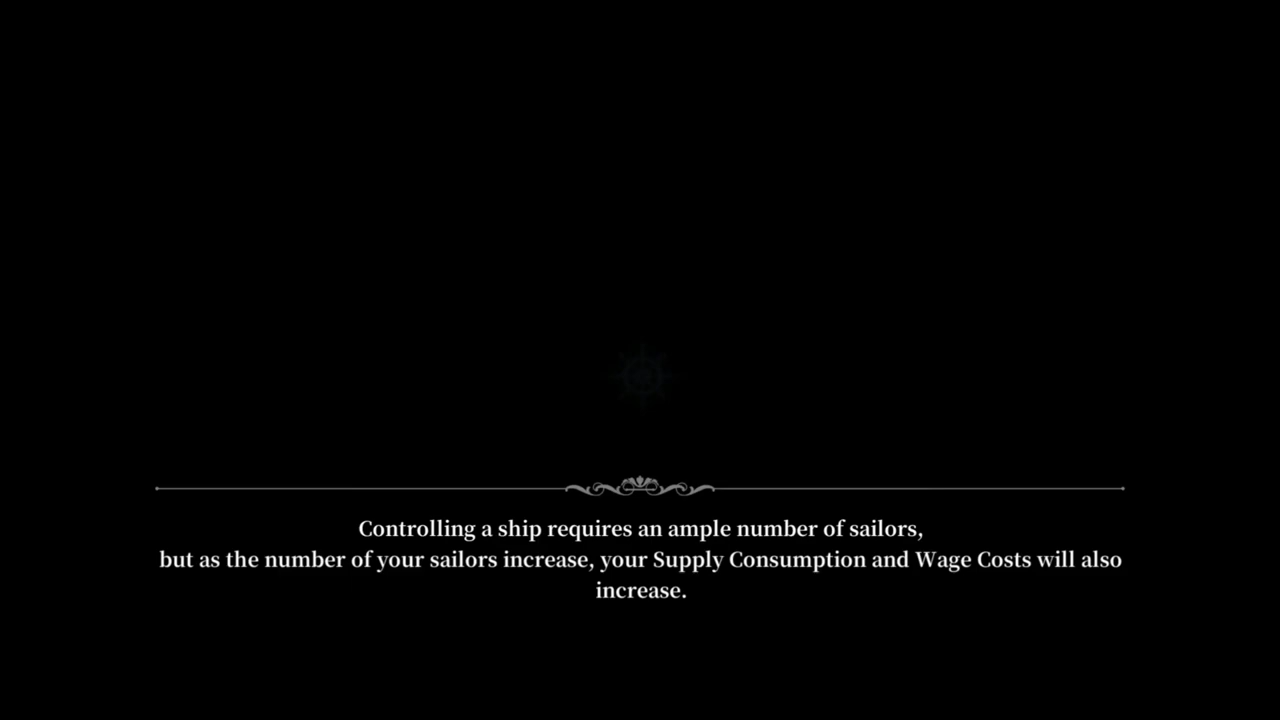 Controlling a ship requires an ample number of sailors,
but as the number of your sailors increase, your Supply Consumption and Wage Costs will also
increase.